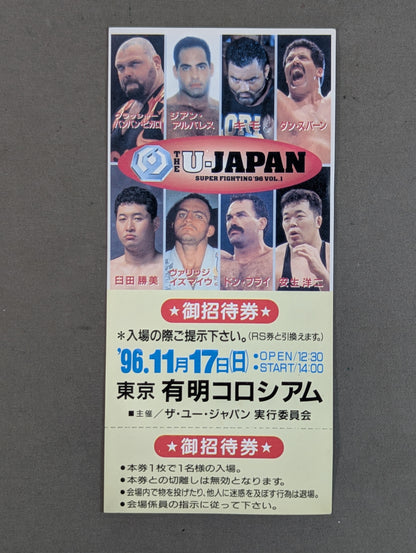 クラッシャー
バンバン・ビガロ
ジアン・
アルバレス
キモ
ダン・スバーン
THE
U-JAPAN
SUPER FIGHTING '96 VOL.1
臼田勝美
ヴァリッジ
イズマイウ
ドン・フライ
安生洋二
★御招待券★
＊入場の際ご提示下さい。(RS券と引換えます。)
'96.11月17日(日)
•OPEN/12:30
•START/14:00
東京 有明コロシアム
■主催／ザ・ユー・ジャパン 実行委員会
★御招待券★
●本券1枚で1名様の入場。
●本券との切離しは無効となります。
●会場内で物を投げたり、他人に迷惑を及ぼす行為は退場。
●会場係員の指示に従って下さい。